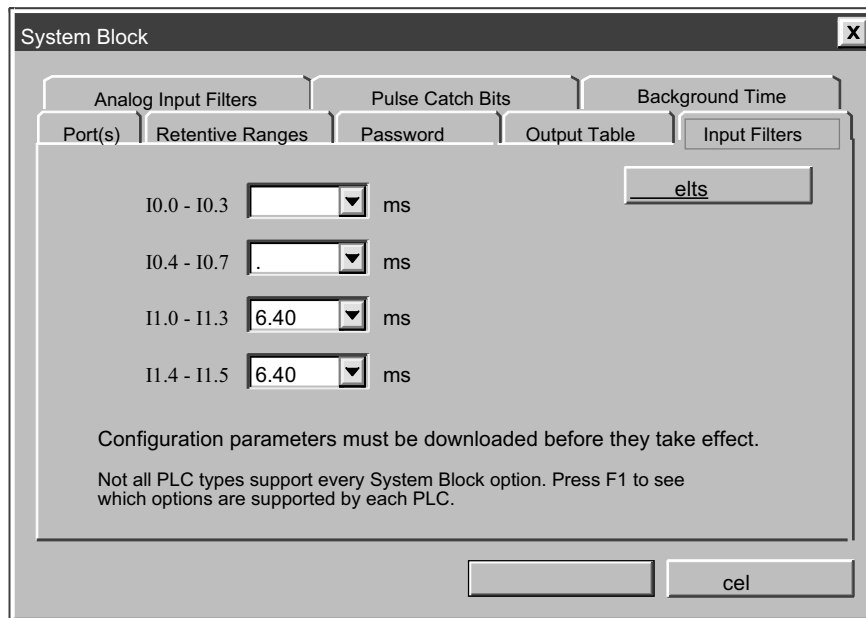 System Block
X
Analog Input Filters
Pulse Catch Bits
Background Time
Port(s)
Retentive Ranges
Password
Output Table
Input Filters
I0.0 - I0.3
ms
elts
I0.4 - I0.7
.
ms
I1.0 - I1.3
6.40
ms
I1.4 - I1.5
6.40
ms
Configuration parameters must be downloaded before they take effect.
Not all PLC types support every System Block option. Press F1 to see
which options are supported by each PLC.
cel